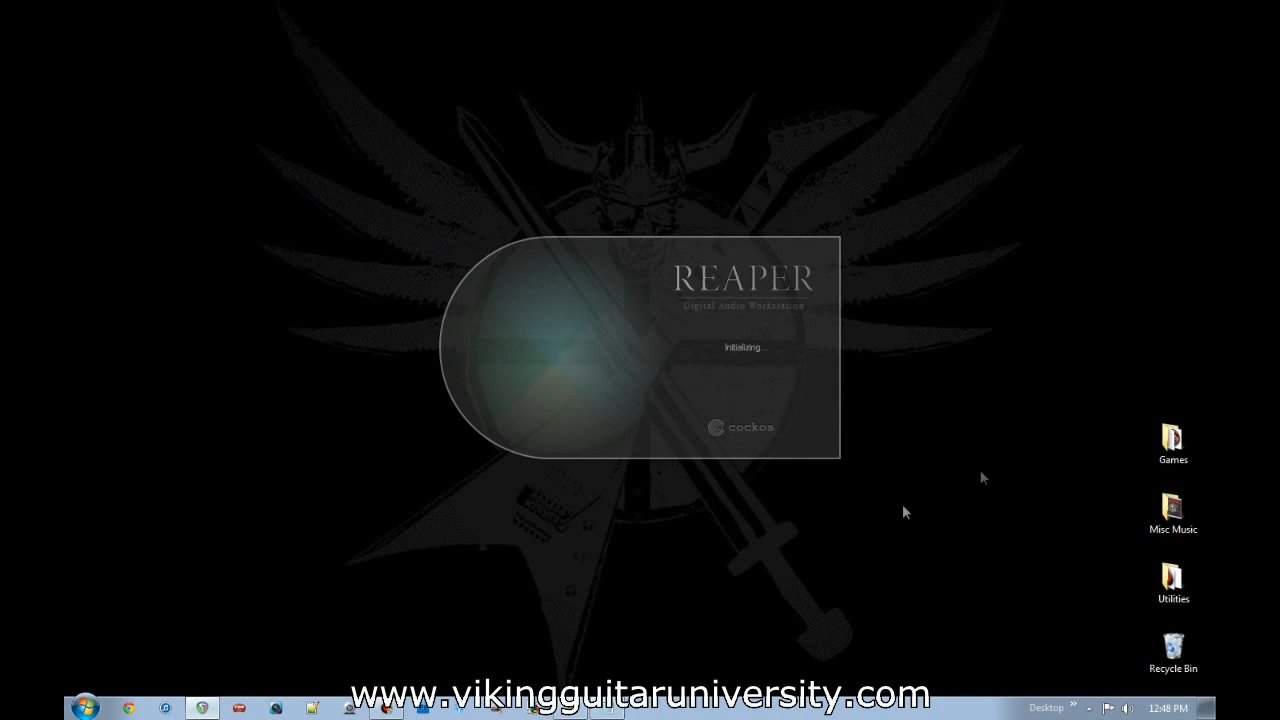 REAPER
Digital Audio Workstation
Initializing...
cockos
Games
Misc Music
Utilities
Recycle Bin
www.vikingguitaruniversity.com
Desktop
12:48 PM